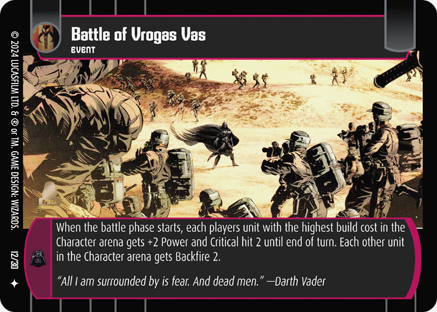 Battle of Vrogas Vas
EVENT
When the battle phase starts, each players unit with the highest build cost in the
Character arena gets +2 Power and Critical hit 2 until end of turn. Each other unit
in the Character arena gets Backfire 2.
“All I am surrounded by is fear. And dead men.” —Darth Vader
© 2024 LUCASFILM LTD. & ® or TM. GAME DESIGN: WIZARDS.